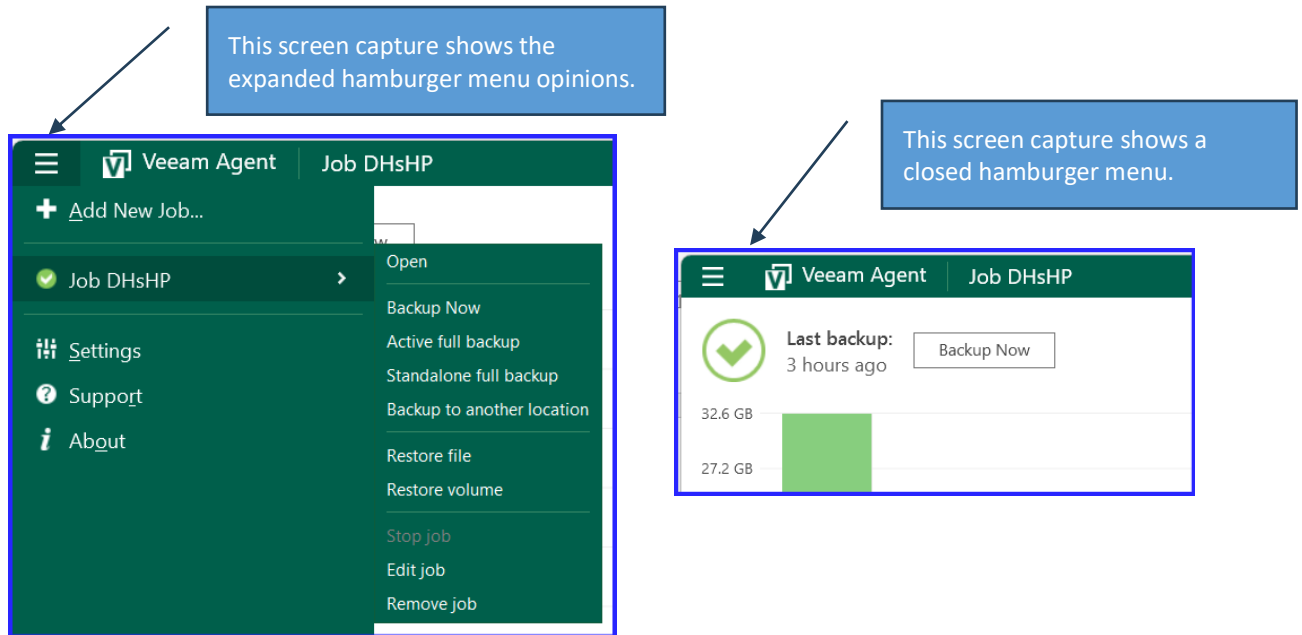 This screen capture shows the
expanded hamburger menu opinions.
This screen capture shows a
closed hamburger menu.
Veeam Agent
Job DHsHP
Add New Job...
Job DHsHP
Settings
Support
About
Open
Backup Now
Active full backup
Standalone full backup
Backup to another location
Restore file
Restore volume
Stop job
Edit job
Remove job
Veeam Agent
Job DHsHP
Last backup:
3 hours ago
Backup Now
32.6 GB
27.2 GB